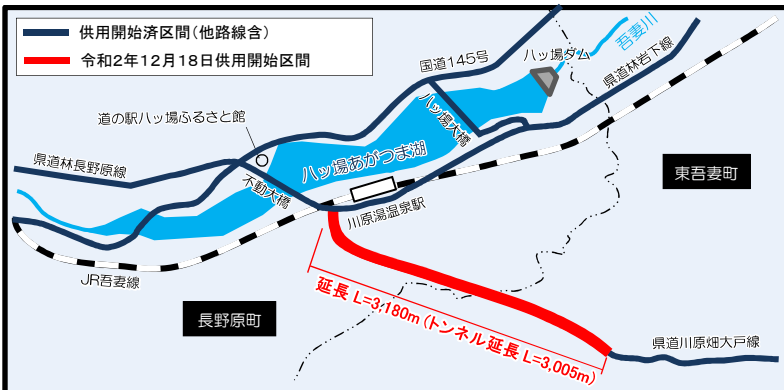 供用開始済区間(他路線含)
令和2年12月18日供用開始区間
国道145号
八ッ場ダム
吾妻川
県道林岩下線
道の駅八ッ場ふるさと館
八ッ場大橋
八ッ場あがつま湖
県道林長野原線
不動大橋
川原湯温泉駅
東吾妻町
JR吾妻線
長野原町
延長 L=3,180m (トンネル延長 L=3,005m)
県道川原畑大戸線